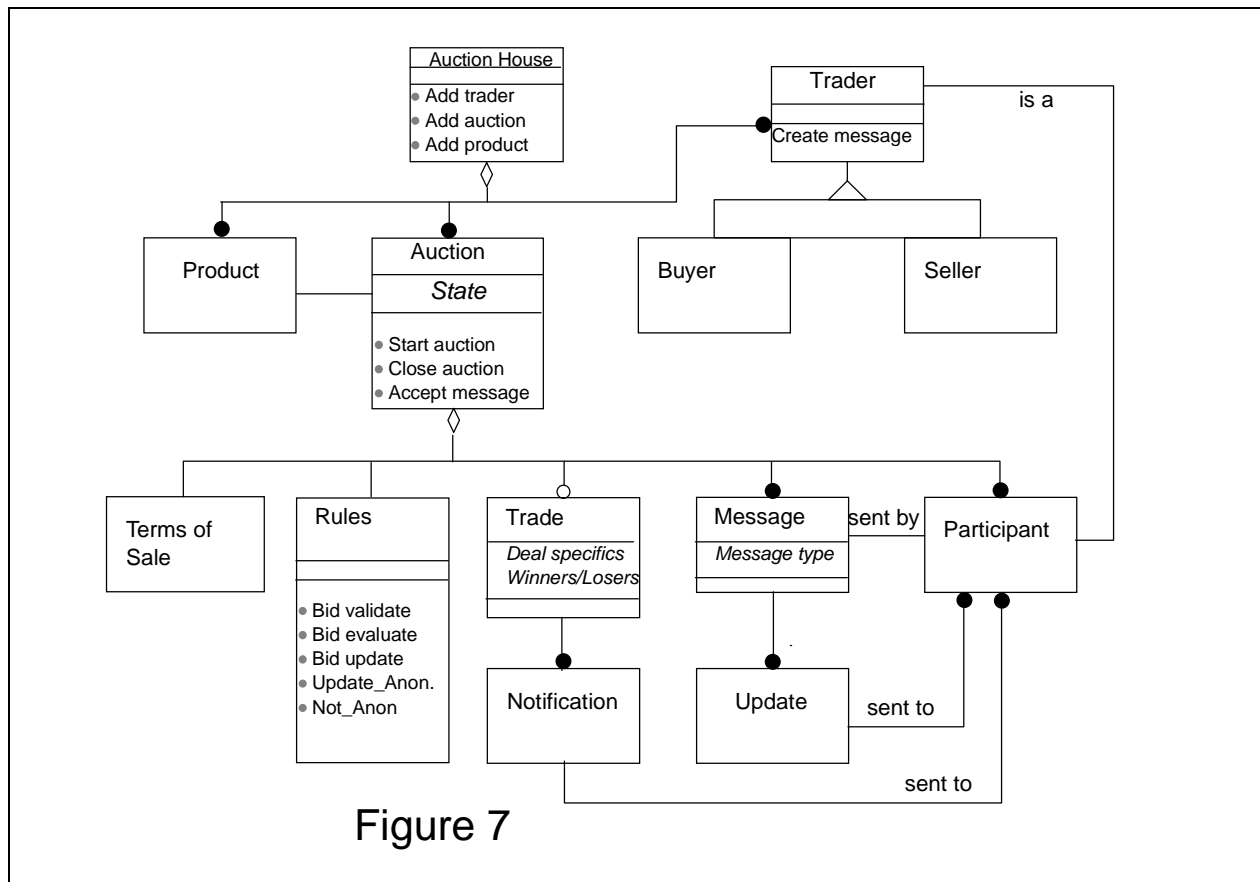 Auction House
Add trader
Add auction
Add product
Trader
Create message
is a
Product
Auction
State
Start auction
Close auction
Accept message
Buyer
Seller
Terms of
Sale
Rules
Bid validate
Bid evaluate
Bid update
Update_Anon.
Not_Anon
Trade
Deal specifics
Winners/Losers
Message
Message type
sent by
Participant
Notification
Update
sent to
sent to
Figure 7